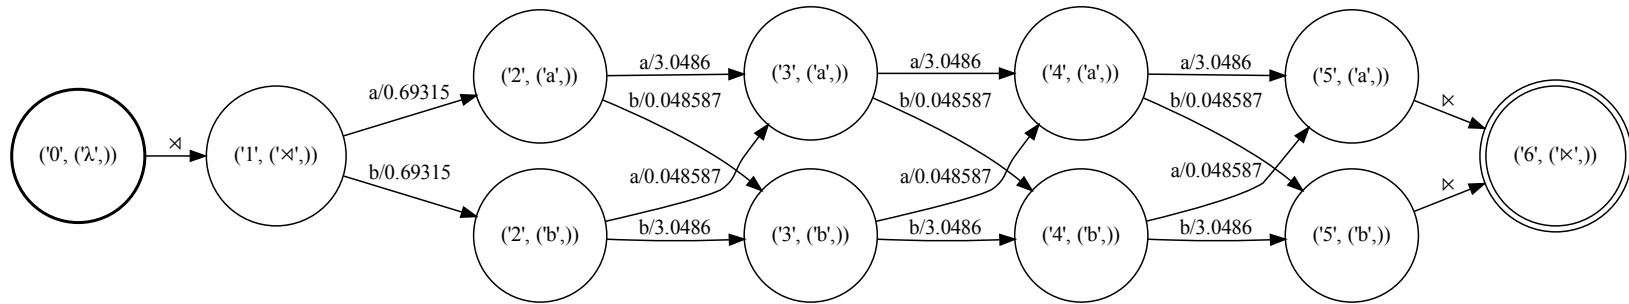 ('0', ('λ',))
⋊
('1', ('⋊',))
a/0.69315
b/0.69315
('2', ('a',))
('2', ('b',))
a/3.0486
b/0.048587
a/0.048587
b/3.0486
('3', ('a',))
('3', ('b',))
a/3.0486
b/0.048587
a/0.048587
b/3.0486
('4', ('a',))
('4', ('b',))
a/3.0486
b/0.048587
a/0.048587
b/3.0486
('5', ('a',))
('5', ('b',))
⋉
⋉
('6', ('⋉',))